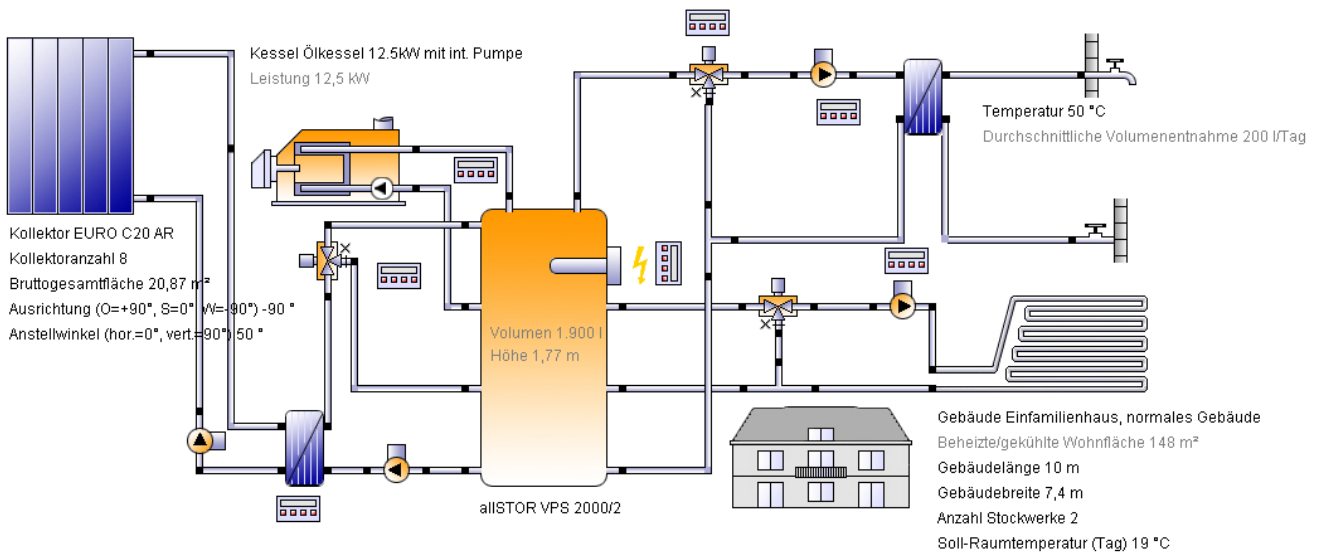 Kessel Ölkessel 12.5kW mit int. Pumpe
Leistung 12,5 kW
Temperatur 50 °C
Durchschnittliche Volumenentnahme 200 l/Tag
Kollektor EURO C20 AR
Kollektoranzahl 8
Bruttogesamtfläche 20,87 m²
Ausrichtung (O=+90°, S=0°, W=-90°) -90 °
Anstellwinkel (hor.=0°, vert.=90°) 50 °
Volumen 1.900 l
Höhe 1,77 m
allSTOR VPS 2000/2
Gebäude Einfamilienhaus, normales Gebäude
Beheizte/gekühlte Wohnfläche 148 m²
Gebäudelänge 10 m
Gebäudebreite 7,4 m
Anzahl Stockwerke 2
Soll-Raumtemperatur (Tag) 19 °C